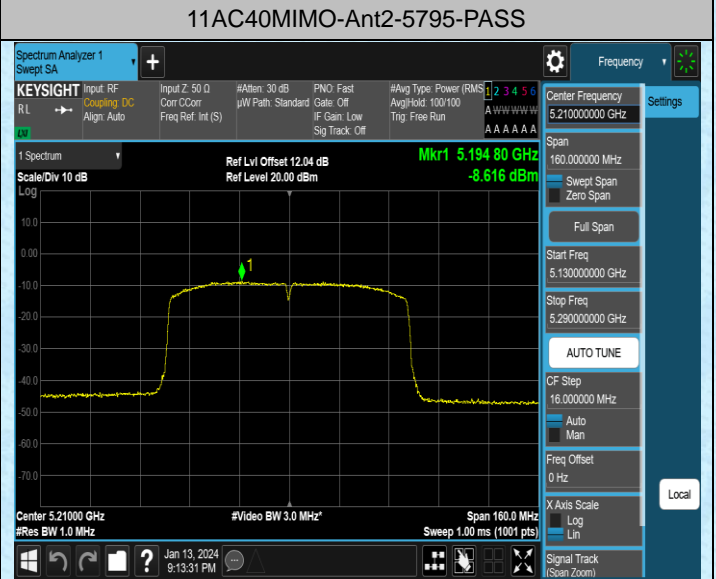 11AC40MIMO-Ant2-5795-PASS
Spectrum Analyzer 1
Swept SA
+
Frequency
KEYSIGHT
RL
LXI
Input: RF
Coupling: DC
Align: Auto
Input Z: 50 Ω
Corr CCorr
Freq Ref: Int (S)
#Atten: 30 dB
µW Path: Standard
PNO: Fast
Gate: Off
IF Gain: Low
Sig Track: Off
#Avg Type: Power (RMS
Avg|Hold: 100/100
Trig: Free Run
1 2 3 4 5 6
A W W W W W
A A A A A A
1 Spectrum
Scale/Div 10 dB
Ref Lvl Offset 12.04 dB
Ref Level 20.00 dBm
Mkr1 5.194 80 GHz
-8.616 dBm
Log
10.0
0.00
-10.0
-20.0
-30.0
-40.0
-50.0
-60.0
-70.0
1
Center 5.21000 GHz
#Res BW 1.0 MHz
#Video BW 3.0 MHz*
Span 160.0 MHz
Sweep 1.00 ms (1001 pts)
Center Frequency
5.210000000 GHz
Settings
Span
160.000000 MHz
Swept Span
Zero Span
Full Span
Start Freq
5.130000000 GHz
Stop Freq
5.290000000 GHz
AUTO TUNE
CF Step
16.000000 MHz
Auto
Man
Freq Offset
0 Hz
X Axis Scale
Log
Lin
Local
Signal Track
(Span Zoom)
?
Jan 13, 2024
9:13:31 PM